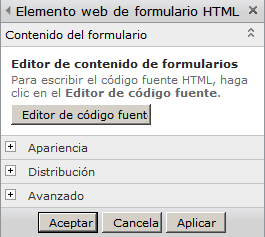 Elemento web de formulario HTML
Contenido del formulario
Editor de contenido de formularios
Para escribir el código fuente HTML, haga
clic en el Editor de código fuente.
Editor de código fuent
Apariencia
Distribución
Avanzado
Aceptar Cancela Aplicar